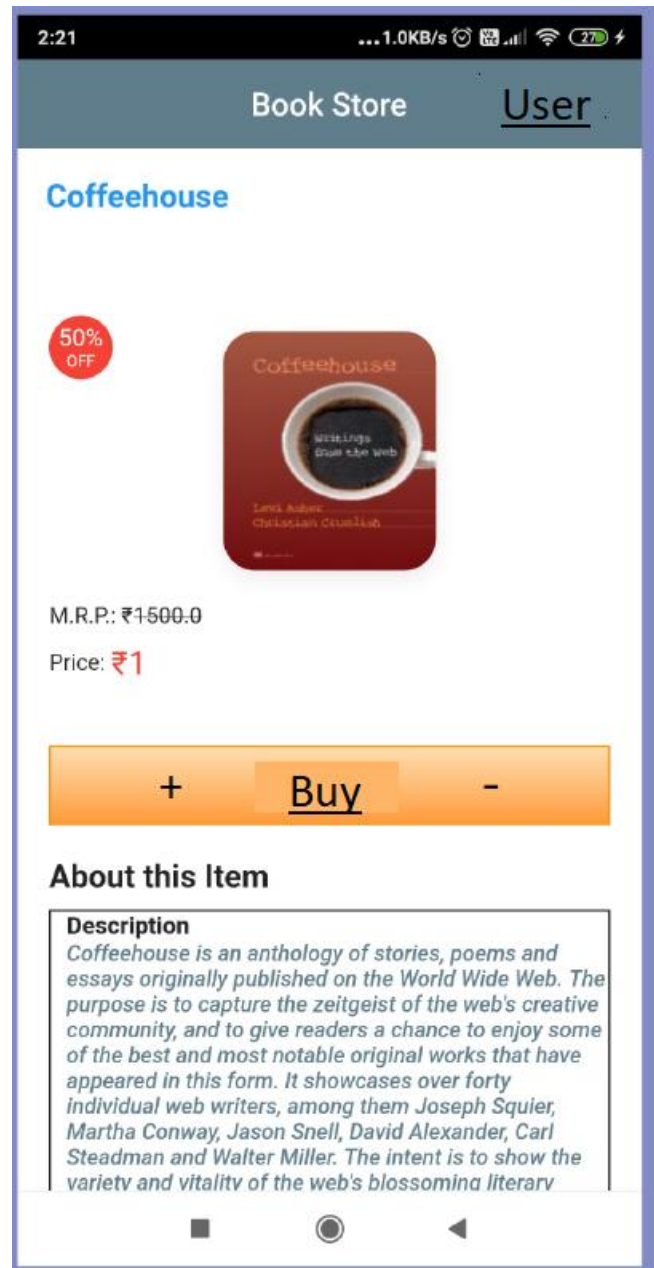 2:21
...1.0KB/s
27
Book Store
User
Coffeehouse
50%
OFF
Coffeehouse
writings
from the web
Levi Asher
Christian Crumlish
M.R.P.: ₹1500.0
Price: ₹1
+ Buy -
About this Item
Description
Coffeehouse is an anthology of stories, poems and
essays originally published on the World Wide Web. The
purpose is to capture the zeitgeist of the web's creative
community, and to give readers a chance to enjoy some
of the best and most notable original works that have
appeared in this form. It showcases over forty
individual web writers, among them Joseph Squier,
Martha Conway, Jason Snell, David Alexander, Carl
Steadman and Walter Miller. The intent is to show the
variety and vitality of the web's blossoming literary